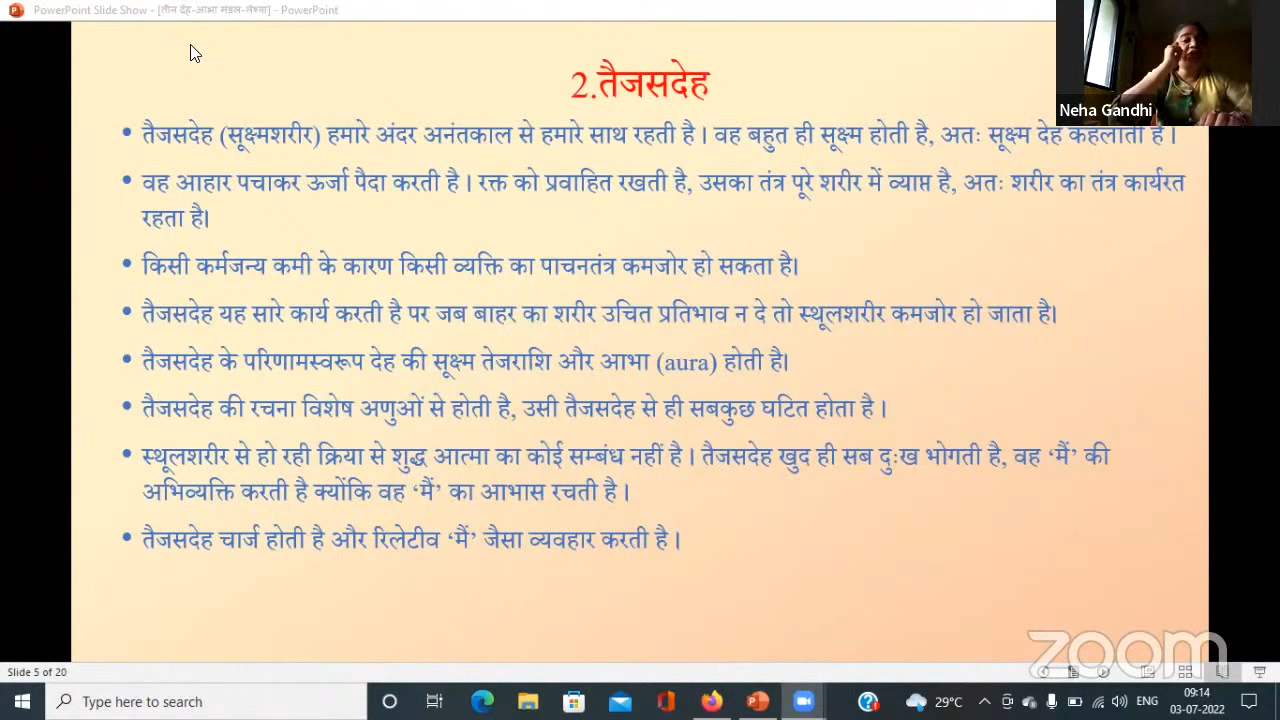 PowerPoint Slide Show - [तीन देह-आभा मंडल-लेश्या] - PowerPoint
Neha Gandhi
2.तैजसदेह
• तैजसदेह (सूक्ष्मशरीर) हमारे अंदर अनंतकाल से हमारे साथ रहती है । वह बहुत ही सूक्ष्म होती है, अतः सूक्ष्म देह कहलाती है ।
• वह आहार पचाकर ऊर्जा पैदा करती है । रक्त को प्रवाहित रखती है, उसका तंत्र पूरे शरीर में व्याप्त है, अतः शरीर का तंत्र कार्यरत
रहता है।
• किसी कर्मजन्य कमी के कारण किसी व्यक्ति का पाचनतंत्र कमजोर हो सकता है।
• तैजसदेह यह सारे कार्य करती है पर जब बाहर का शरीर उचित प्रतिभाव न दे तो स्थूलशरीर कमजोर हो जाता है।
• तैजसदेह के परिणामस्वरूप देह की सूक्ष्म तेजराशि और आभा (aura) होती है।
• तैजसदेह की रचना विशेष अणुओं से होती है, उसी तैजसदेह से ही सबकुछ घटित होता है ।
• स्थूलशरीर से हो रही क्रिया से शुद्ध आत्मा का कोई सम्बंध नहीं है । तैजसदेह खुद ही सब दुःख भोगती है, वह ‘मैं’ की
अभिव्यक्ति करती है क्योंकि वह ‘मैं’ का आभास रचती है ।
• तैजसदेह चार्ज होती है और रिलेटीव ‘मैं’ जैसा व्यवहार करती है ।
zoom
Slide 5 of 20
Type here to search
29°C
ENG
09:14
03-07-2022